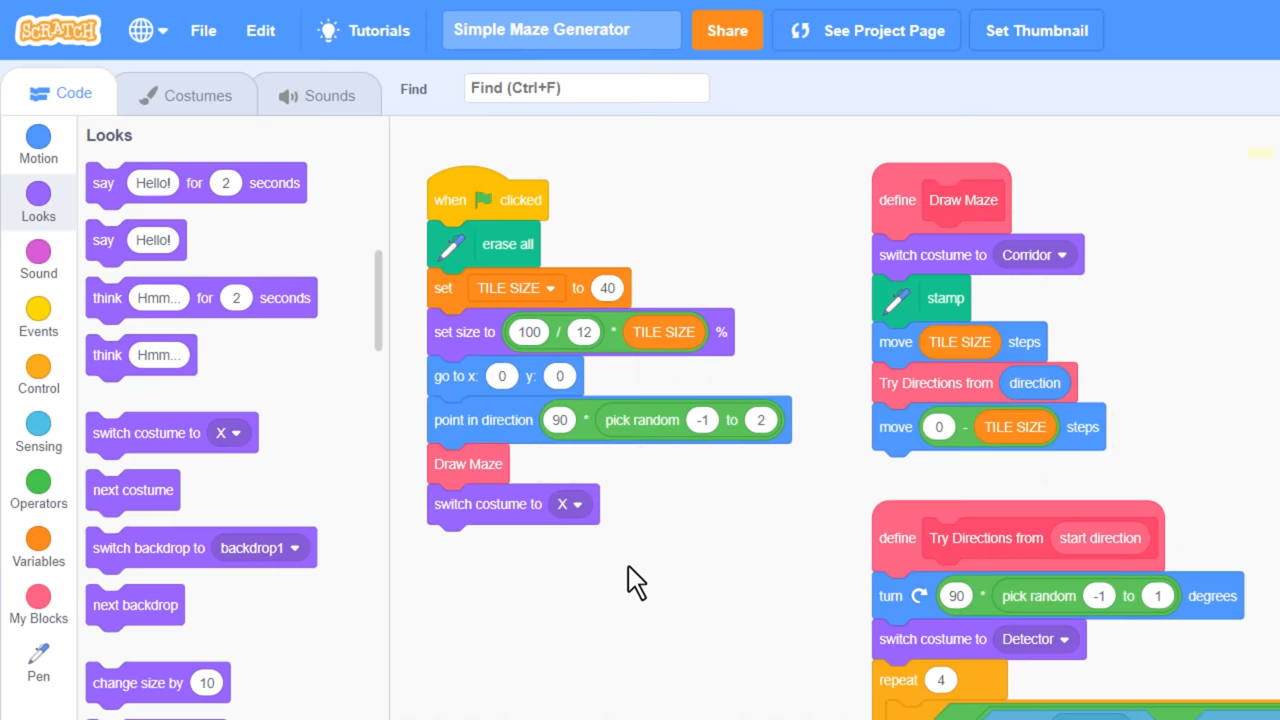 SCRATCH File Edit Tutorials Simple Maze Generator Share See Project Page Set Thumbnail
Code Costumes Sounds Find Find (Ctrl+F)
Motion
Looks
Sound
Events
Control
Sensing
Operators
Variables
My Blocks
Pen
Looks
say Hello! for 2 seconds
say Hello!
think Hmm... for 2 seconds
think Hmm...
switch costume to X
next costume
switch backdrop to backdrop1
next backdrop
change size by 10
when clicked
erase all
set TILE SIZE to 40
set size to 100 / 12 * TILE SIZE %
go to x: 0 y: 0
point in direction 90 * pick random -1 to 2
Draw Maze
switch costume to X
define Draw Maze
switch costume to Corridor
stamp
move TILE SIZE steps
Try Directions from direction
move 0 - TILE SIZE steps
define Try Directions from start direction
turn 90 * pick random -1 to 1 degrees
switch costume to Detector
repeat 4